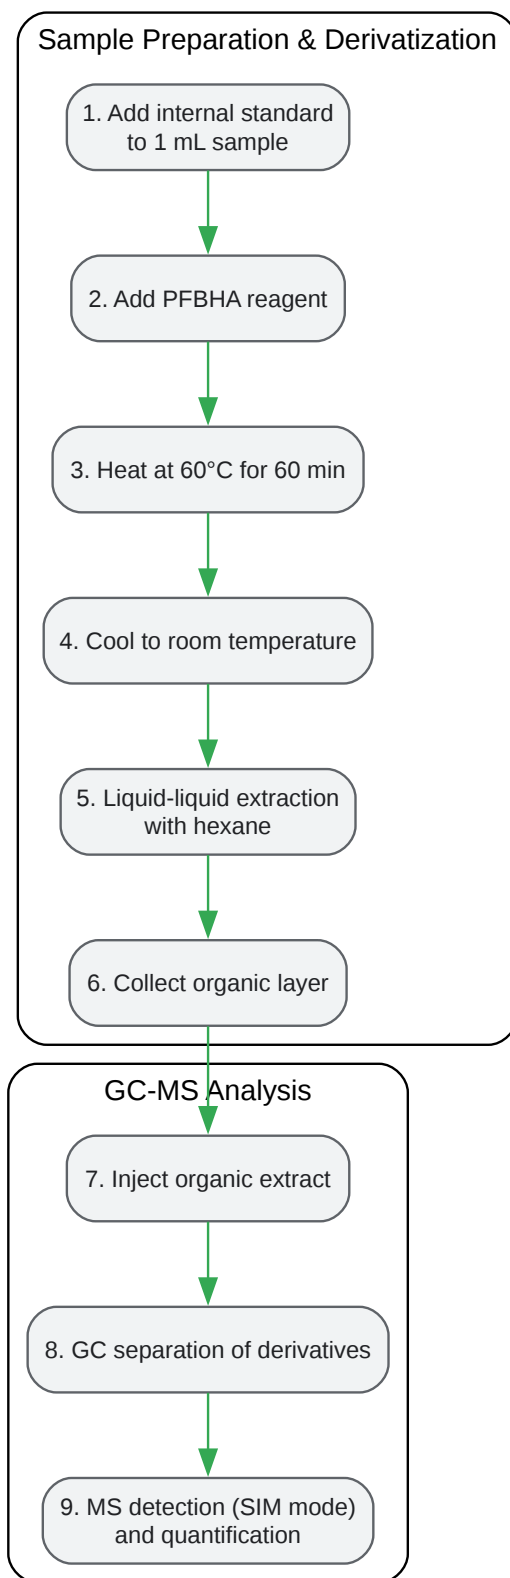 Sample Preparation & Derivatization
1. Add internal standard
to 1 mL sample
2. Add PFBHA reagent
3. Heat at 60°C for 60 min
4. Cool to room temperature
5. Liquid-liquid extraction
with hexane
6. Collect organic layer
GC-MS Analysis
7. Inject organic extract
8. GC separation of derivatives
9. MS detection (SIM mode)
and quantification